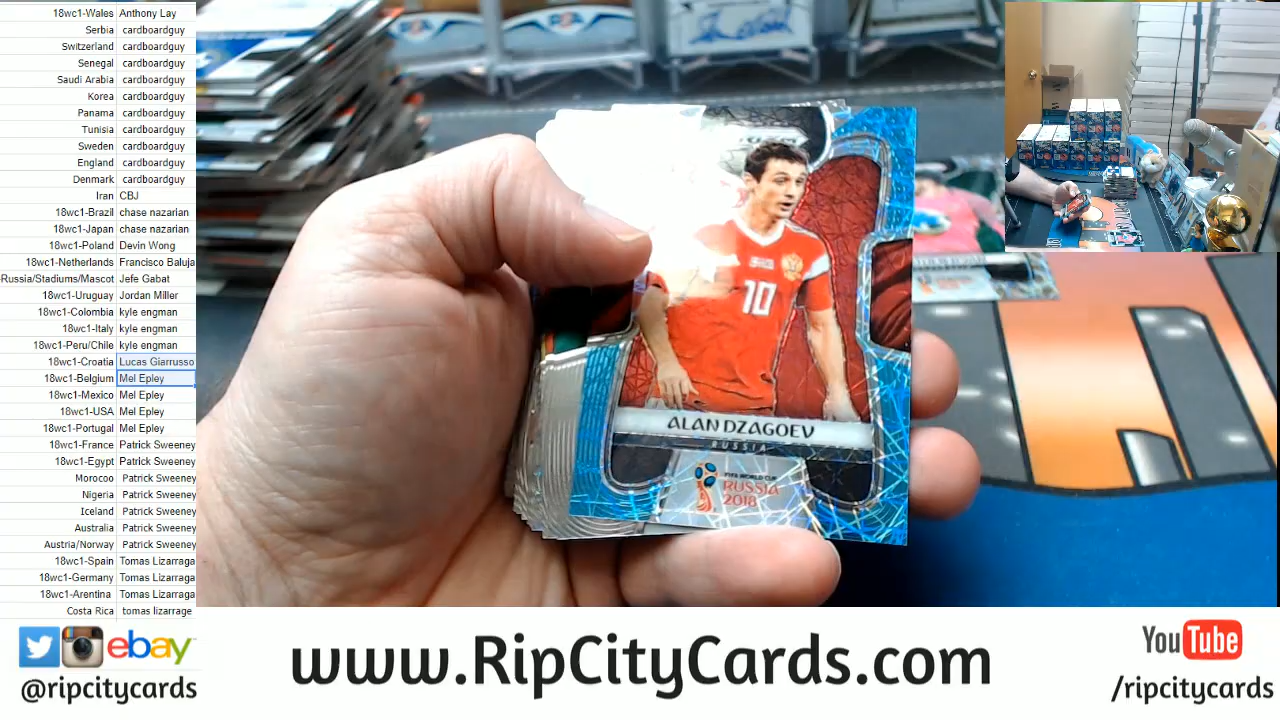 18wc1-Wales Anthony Lay
Serbia cardboardguy
Switzerland cardboardguy
Senegal cardboardguy
Saudi Arabia cardboardguy
Korea cardboardguy
Panama cardboardguy
Tunisia cardboardguy
Sweden cardboardguy
England cardboardguy
Denmark cardboardguy
Iran CBJ
18wc1-Brazil chase nazarian
18wc1-Japan chase nazarian
18wc1-Poland Devin Wong
18wc1-Netherlands Francisco Baluja
-Russia/Stadiums/Mascot Jefe Gabat
18wc1-Uruguay Jordan Miller
18wc1-Colombia kyle engman
18wc1-Italy kyle engman
18wc1-Peru/Chile kyle engman
18wc1-Croatia Lucas Giarrusso
18wc1-Belgium Mel Epley
18wc1-Mexico Mel Epley
18wc1-USA Mel Epley
18wc1-Portugal Mel Epley
18wc1-France Patrick Sweeney
18wc1-Egypt Patrick Sweeney
Morocoo Patrick Sweeney
Nigeria Patrick Sweeney
Iceland Patrick Sweeney
Australia Patrick Sweeney
Austria/Norway Patrick Sweeney
18wc1-Spain Tomas Lizarraga
18wc1-Germany Tomas Lizarraga
18wc1-Arentina Tomas Lizarraga
Costa Rica tomas lizarrage
10
ALAN DZAGOEV
RUSSIA
FIFA WORLD CUP
RUSSIA
2018
ebay
@ripcitycards
www.RipCityCards.com
YouTube
/ripcitycards